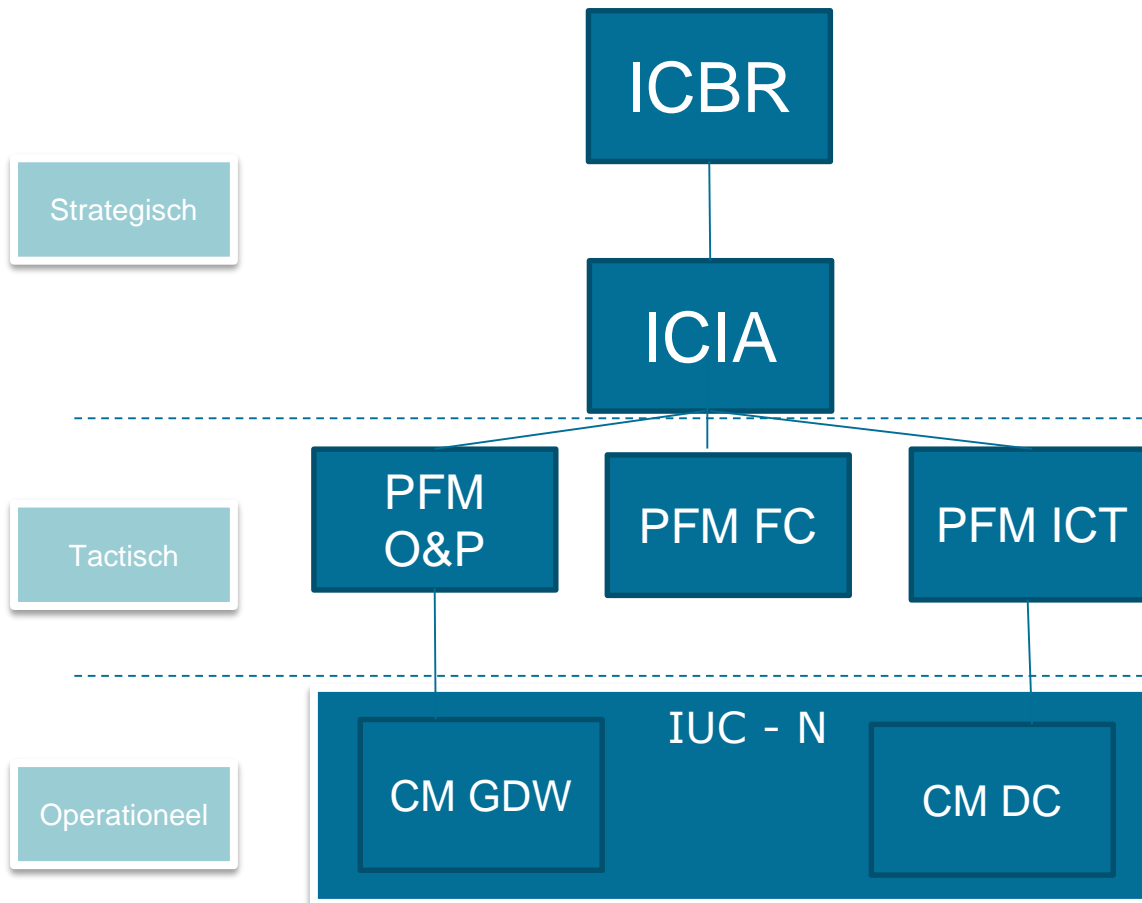 ICBR
Strategisch
ICIA
PFM
O&P
PFM FC
PFM ICT
Tactisch
IUC - N
CM GDW
CM DC
Operationeel